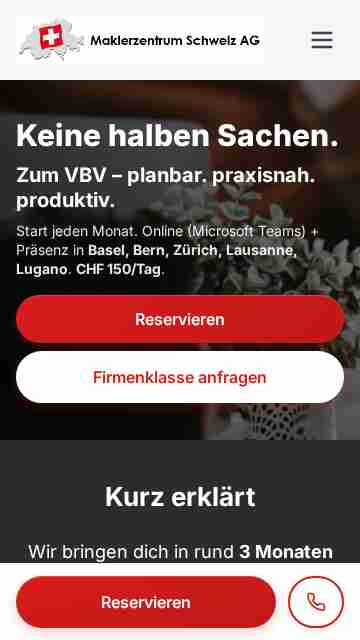 Maklerzentrum Schweiz AG
Keine halben Sachen.
Zum VBV – planbar. praxisnah.
produktiv.
Start jeden Monat. Online (Microsoft Teams) +
Präsenz in Basel, Bern, Zürich, Lausanne,
Lugano. CHF 150/Tag.
Reservieren
Firmenklasse anfragen
Kurz erklärt
Wir bringen dich in rund 3 Monaten
Reservieren